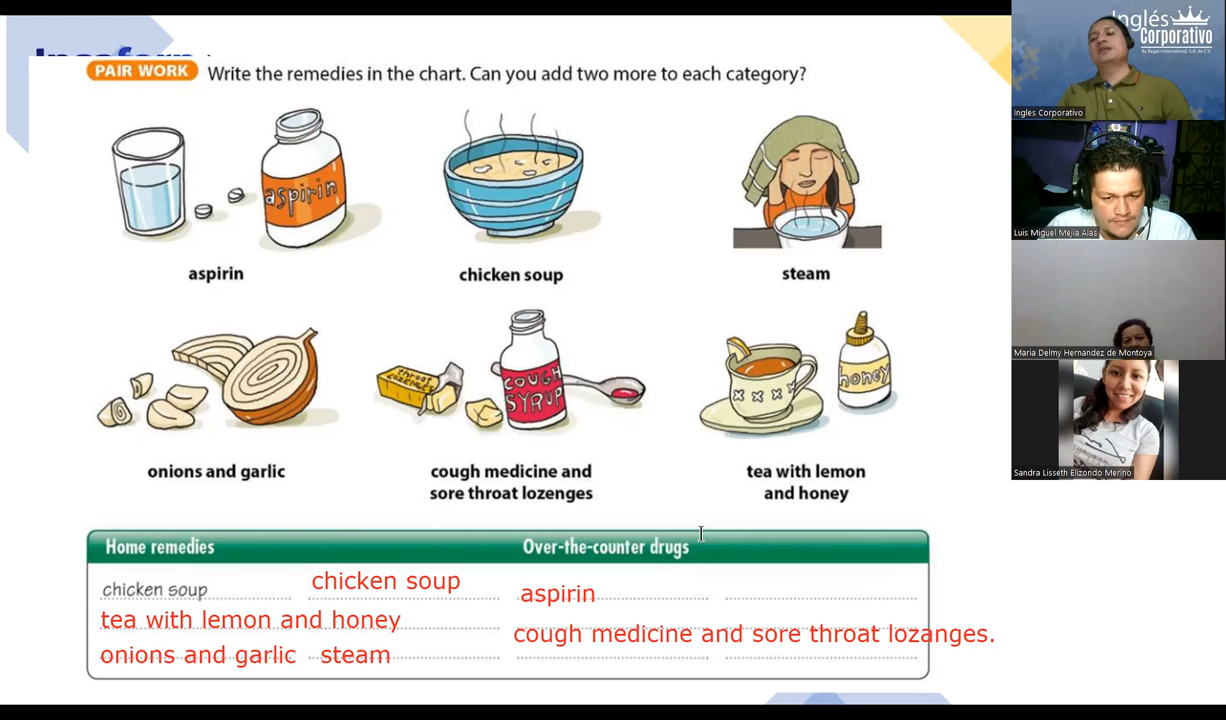 PAIR WORK Write the remedies in the chart. Can you add two more to each category?
aspirin
aspirin
chicken soup
steam
throat lozenges
COUGH SYRUP
honey
onions and garlic
cough medicine and
sore throat lozenges
tea with lemon
and honey
Home remedies Over-the-counter drugs
chicken soup chicken soup aspirin
tea with lemon and honey cough medicine and sore throat lozanges.
onions and garlic steam
Inglés
Corporativo
By Regal International, S.A. de C.V.
Ingles Corporativo
Luis Miguel Mejia Alas
Maria Delmy Hernandez de Montoya
Sandra Lisseth Elizondo Merino